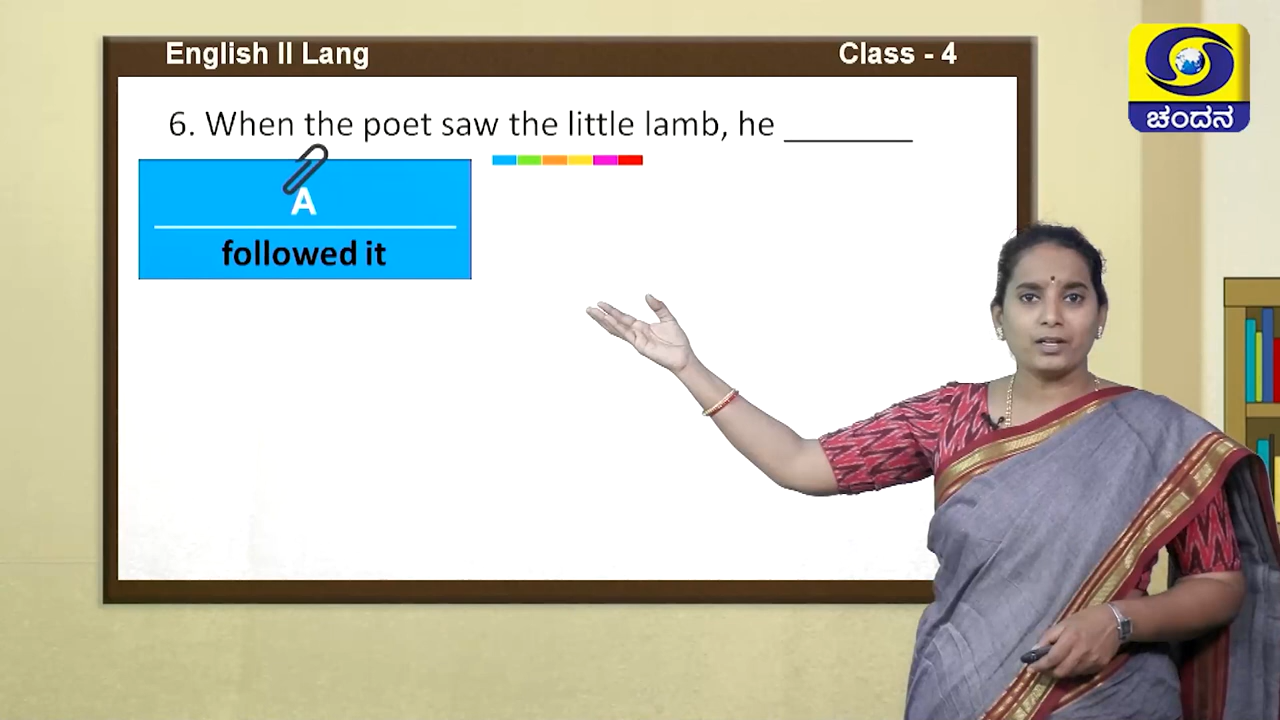 English II Lang
Class - 4
ಚಂದನ
6. When the poet saw the little lamb, he ________
A
followed it